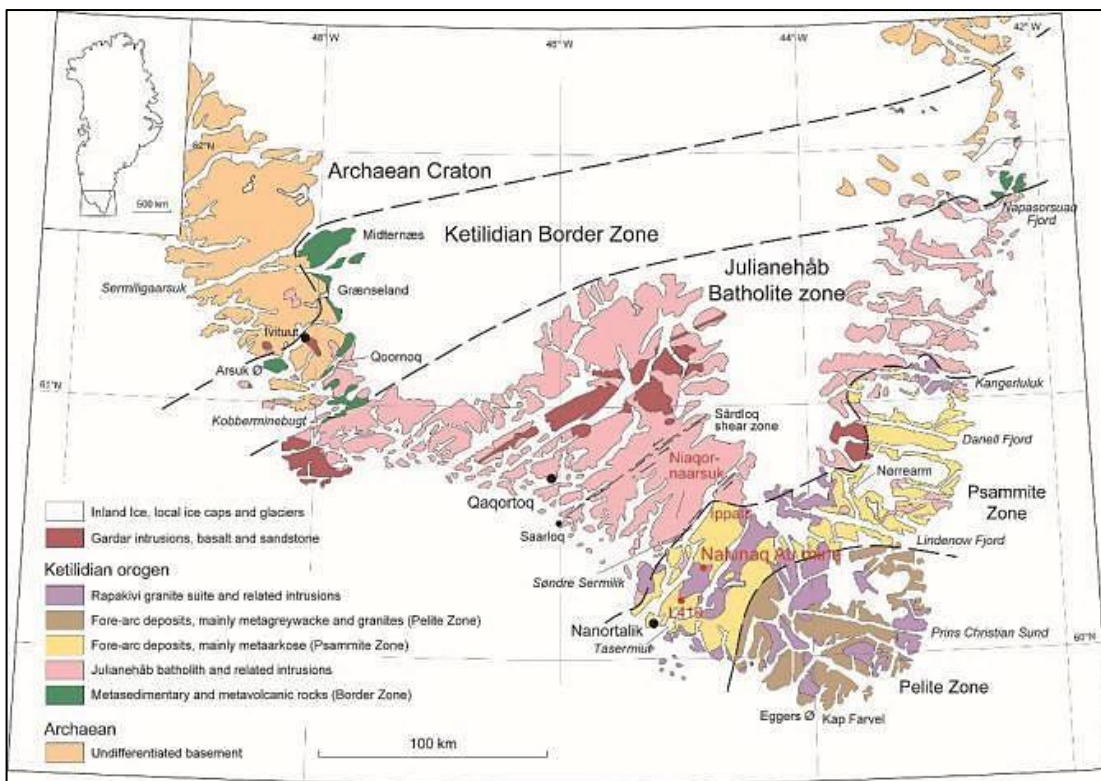 48° W
46° W
44° W
42° W
62°N
Archaean Craton
500 km
Napasorsuaq
Fjord
Midternæs
Ketilidian Border Zone
Julianehåb
Batholite zone
Sermiligaarsuk
Grænseland
Ivituut
Qoornoq
Arsuk Ø
61°N
61°N
Kangerluluk
Kobberminebugt
Sârdloq
shear zone
Danell Fjord
Niaqor-
naarsuk
Nørrearm
Qaqortoq
Psammite
Zone
Inland Ice, local ice caps and glaciers
Saarloq
Lindenow Fjord
Gardar intrusions, basalt and sandstone
Nalunaq Au mine
Ketilidian orogen
Søndre Sermilik
Rapakivi granite suite and related intrusions
Fore-arc deposits, mainly metagreywacke and granites (Pelite Zone)
Nanortalik
Prins Christian Sund
60°N
Fore-arc deposits, mainly metaarkose (Psammite Zone)
Tasermiut
Julianehåb batholith and related intrusions
Pelite Zone
Metasedimentary and metavolcanic rocks (Border Zone)
Eggers Ø
Kap Farvel
Archaean
100 km
Undifferentiated basement